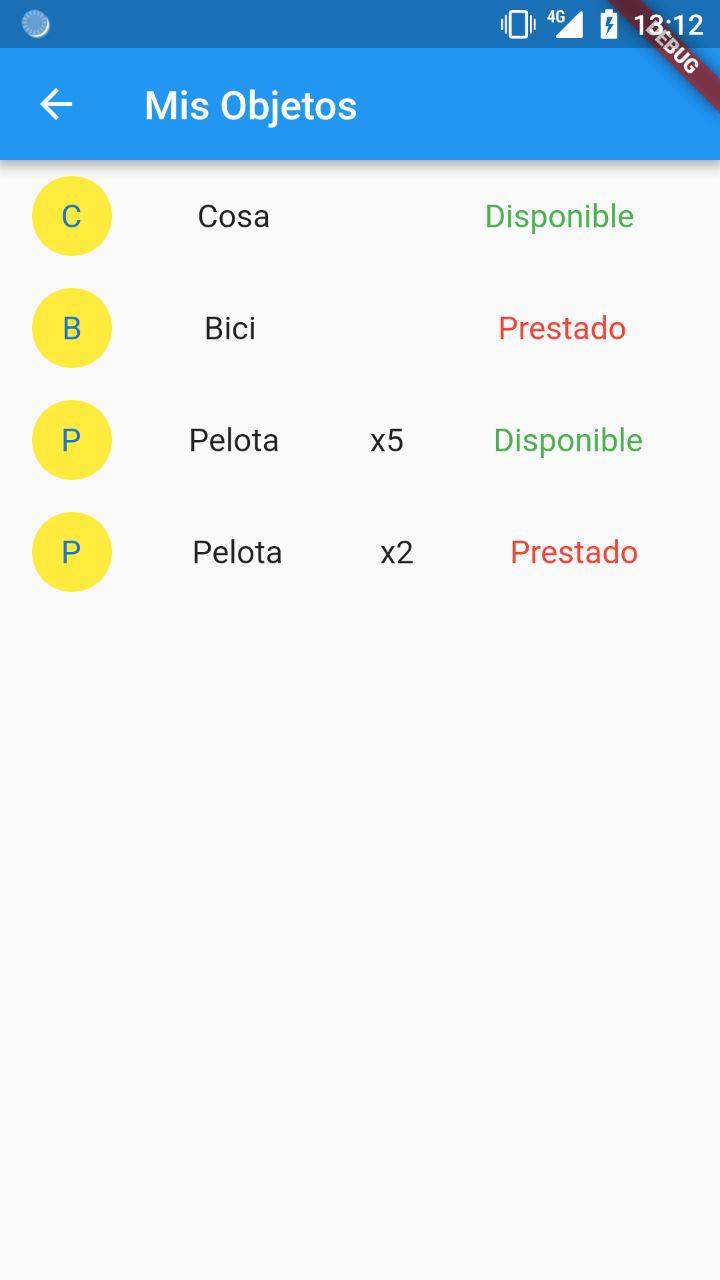 4G 13:12
DEBUG
Mis Objetos
C Cosa Disponible
B Bici Prestado
P Pelota x5 Disponible
P Pelota x2 Prestado